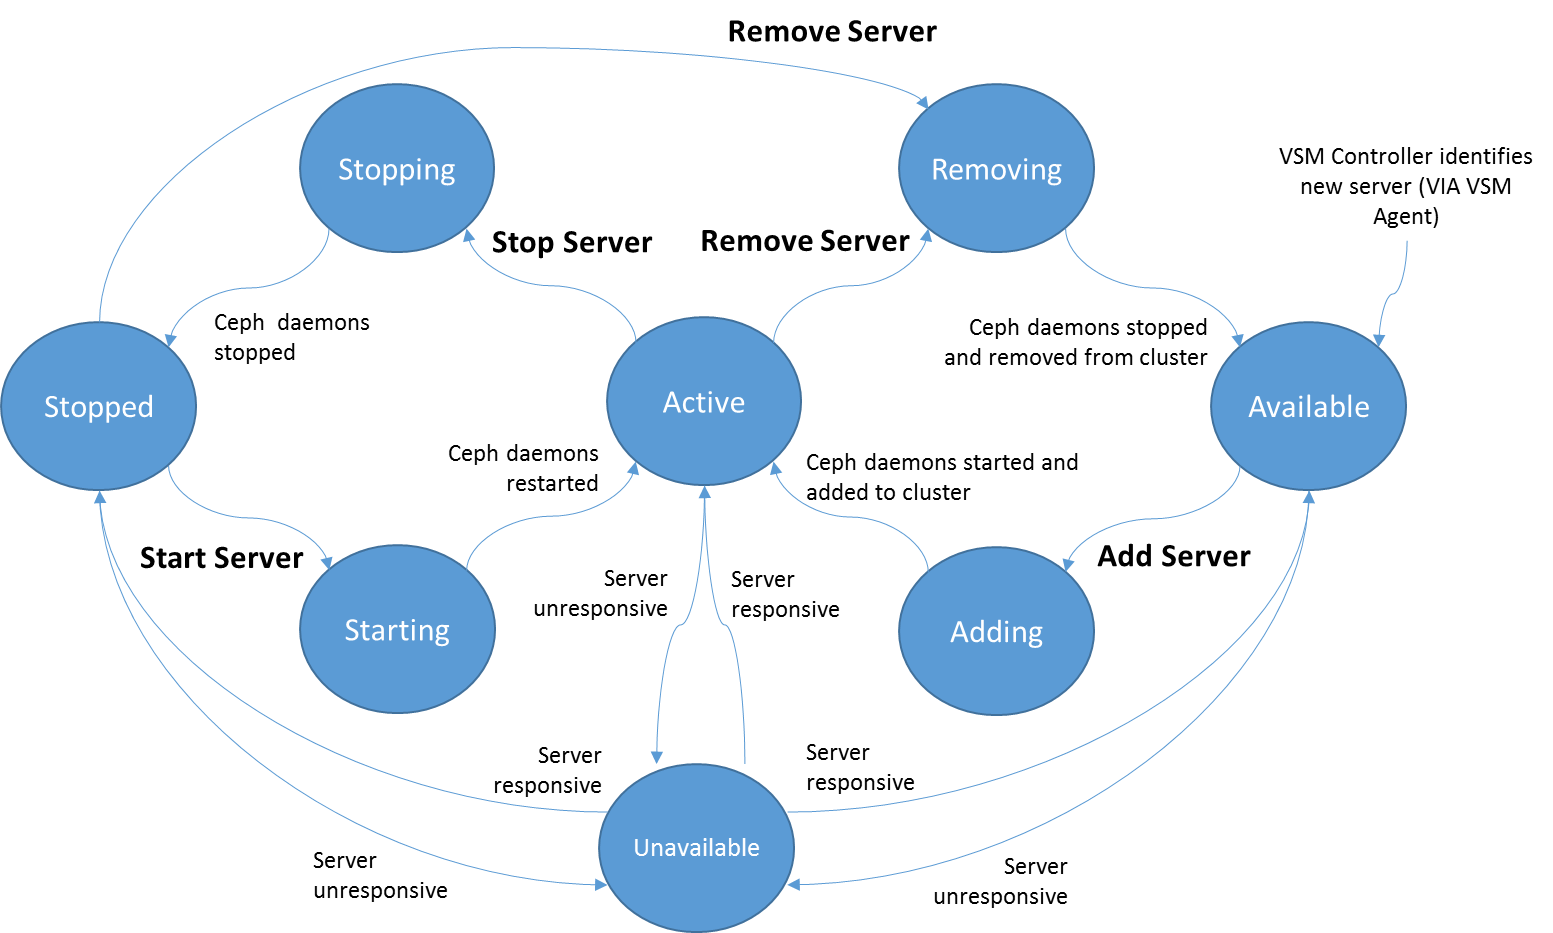 Remove Server
Stopping
Removing
VSM Controller identifies
new server (VIA VSM
Agent)
Stop Server
Remove Server
Ceph daemons
stopped
Ceph daemons stopped
and removed from cluster
Stopped
Active
Available
Ceph daemons
restarted
Ceph daemons started and
added to cluster
Start Server
Add Server
Server
unresponsive
Server
responsive
Starting
Adding
Server
responsive
Server
responsive
Unavailable
Server
unresponsive
Server
unresponsive